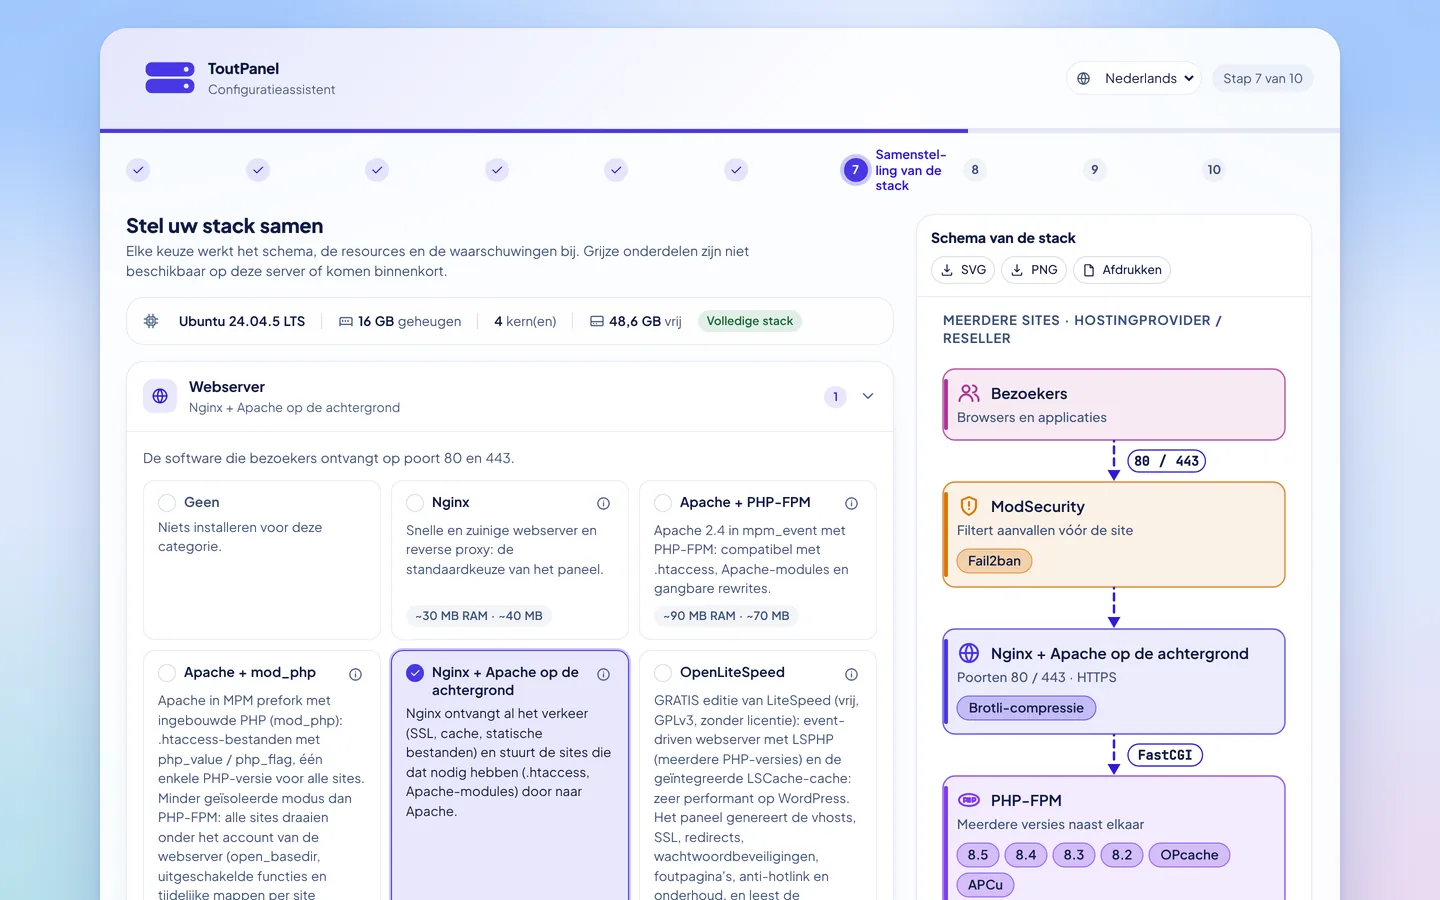 ToutPanel
Configuratieassistent
Nederlands
Stap 7 van 10
7
Samenstel-
ling van de
stack
8
9
10
Stel uw stack samen
Elke keuze werkt het schema, de resources en de waarschuwingen bij. Grijze onderdelen zijn niet
beschikbaar op deze server of komen binnenkort.
Ubuntu 24.04.5 LTS
16 GB geheugen
4 kern(en)
48,6 GB vrij
Volledige stack
Webserver
Nginx + Apache op de achtergrond
1
De software die bezoekers ontvangt op poort 80 en 443.
Geen
Niets installeren voor deze
categorie.
Nginx
Snelle en zuinige webserver en
reverse proxy: de
standaardkeuze van het paneel.
~30 MB RAM · ~40 MB
Apache + PHP-FPM
Apache 2.4 in mpm_event met
PHP-FPM: compatibel met
.htaccess, Apache-modules en
gangbare rewrites.
~90 MB RAM · ~70 MB
Apache + mod_php
Apache in MPM prefork met
ingebouwde PHP (mod_php):
.htaccess-bestanden met
php_value / php_flag, één
enkele PHP-versie voor alle sites.
Minder geïsoleerde modus dan
PHP-FPM: alle sites draaien
onder het account van de
webserver (open_basedir,
uitgeschakelde functies en
tijdelijke mappen per site
Nginx + Apache op de
achtergrond
Nginx ontvangt al het verkeer
(SSL, cache, statische
bestanden) en stuurt de sites die
dat nodig hebben (.htaccess,
Apache-modules) door naar
Apache.
OpenLiteSpeed
GRATIS editie van LiteSpeed (vrij,
GPLv3, zonder licentie): event-
driven webserver met LSPHP
(meerdere PHP-versies) en de
geïntegreerde LSCache-cache:
zeer performant op WordPress.
Het paneel genereert de vhosts,
SSL, redirects,
wachtwoordbeveiligingen,
foutpagina's, anti-hotlink en
onderhoud, en leest de
Schema van de stack
SVG
PNG
Afdrukken
MEERDERE SITES · HOSTINGPROVIDER /
RESELLER
Bezoekers
Browsers en applicaties
80 / 443
ModSecurity
Filtert aanvallen vóór de site
Fail2ban
Nginx + Apache op de achtergrond
Poorten 80 / 443 · HTTPS
Brotli-compressie
FastCGI
PHP
PHP-FPM
Meerdere versies naast elkaar
8.5
8.4
8.3
8.2
OPcache
APCu